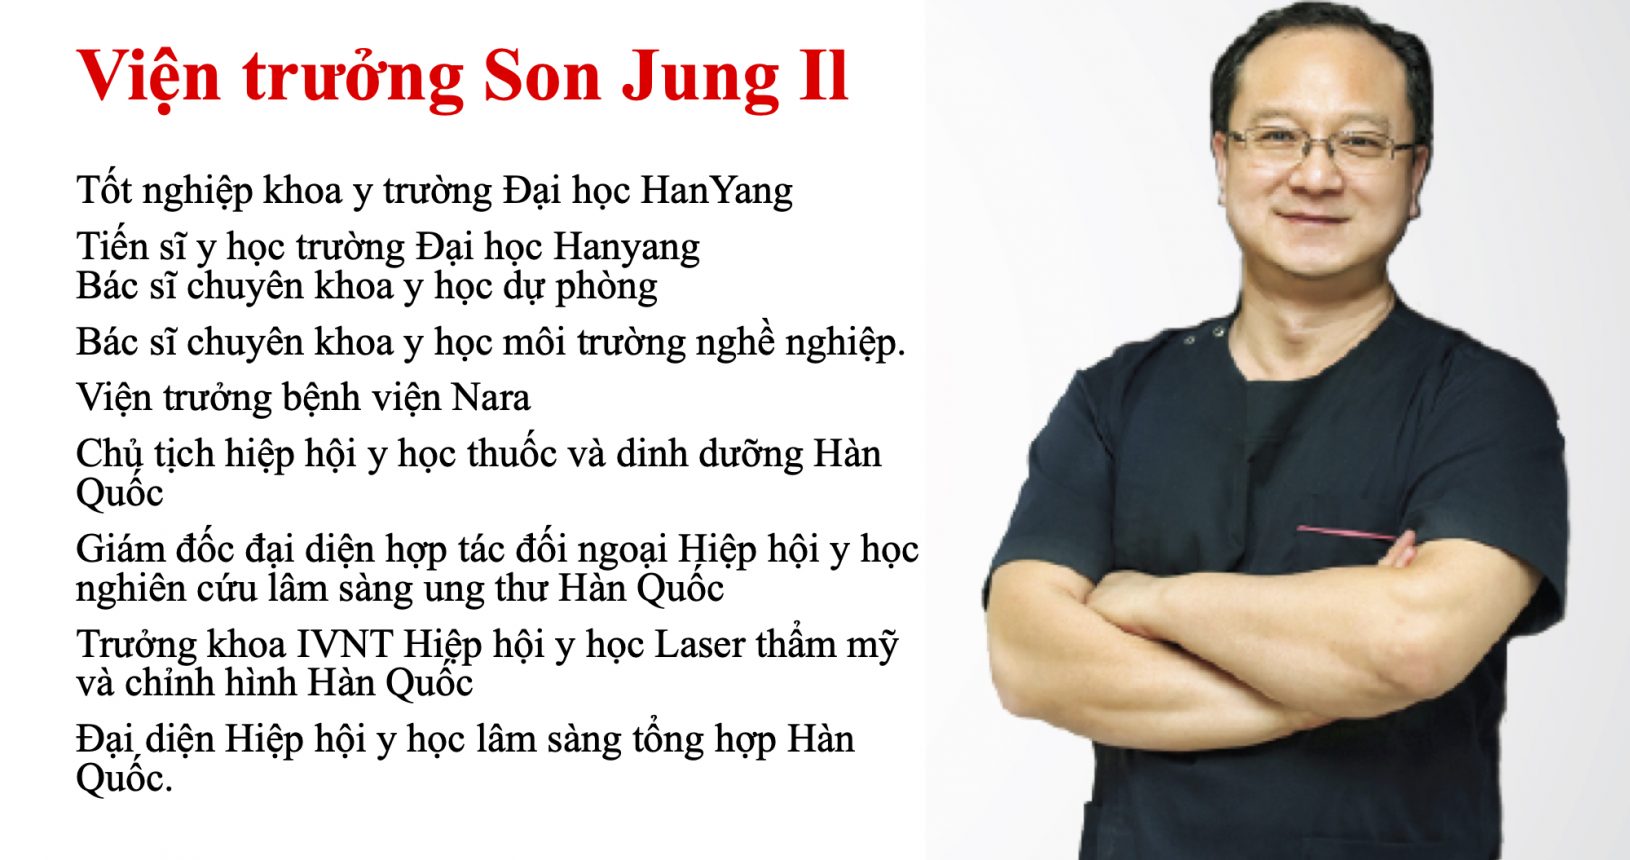 Viện trưởng Son Jung Il
Tốt nghiệp khoa y trường Đại học HanYang
Tiến sĩ y học trường Đại học Hanyang
Bác sĩ chuyên khoa y học dự phòng
Bác sĩ chuyên khoa y học môi trường nghề nghiệp.
Viện trưởng bệnh viện Nara
Chủ tịch hiệp hội y học thuốc và dinh dưỡng Hàn
Quốc
Giám đốc đại diện hợp tác đối ngoại Hiệp hội y học
nghiên cứu lâm sàng ung thư Hàn Quốc
Trưởng khoa IVNT Hiệp hội y học Laser thẩm mỹ
và chỉnh hình Hàn Quốc
Đại diện Hiệp hội y học lâm sàng tổng hợp Hàn
Quốc.